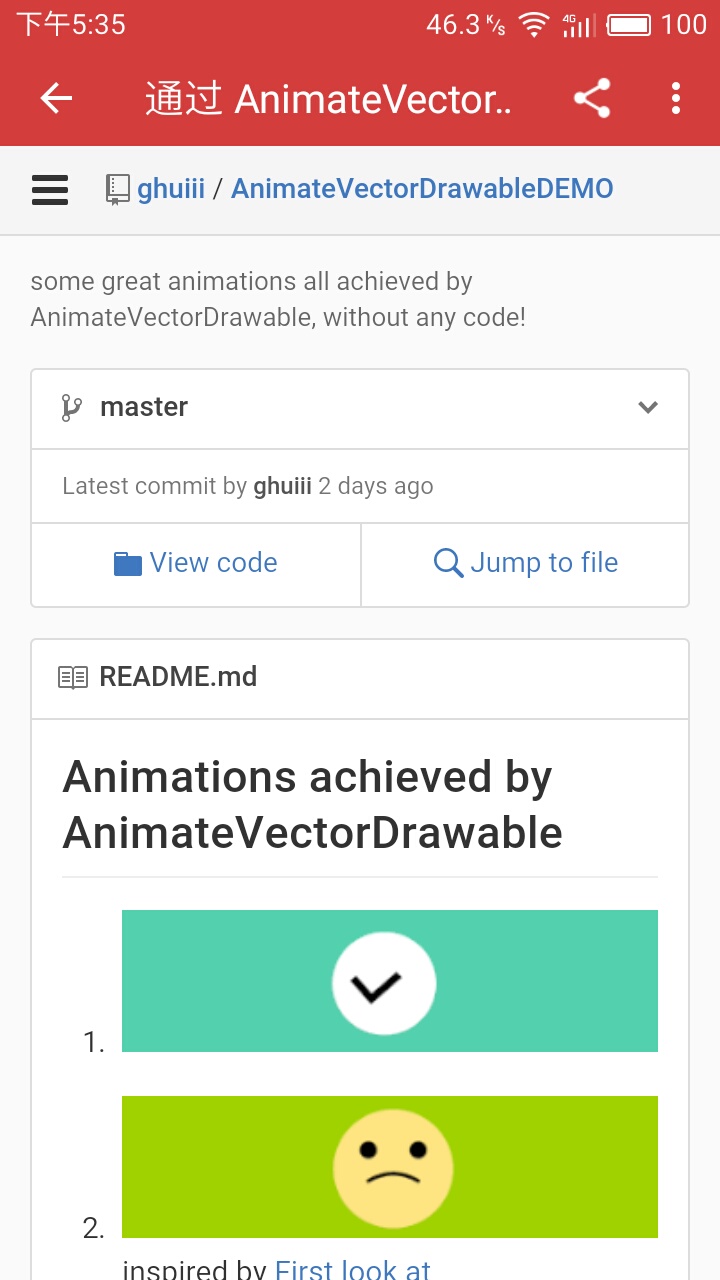 下午5:35 46.3 K/s 4G 100
通过 AnimateVector..
ghuiii / AnimateVectorDrawableDEMO
some great animations all achieved by
AnimateVectorDrawable, without any code!
master
Latest commit by ghuiii 2 days ago
View code Jump to file
README.md
Animations achieved by
AnimateVectorDrawable
1.
2.
inspired by First look at